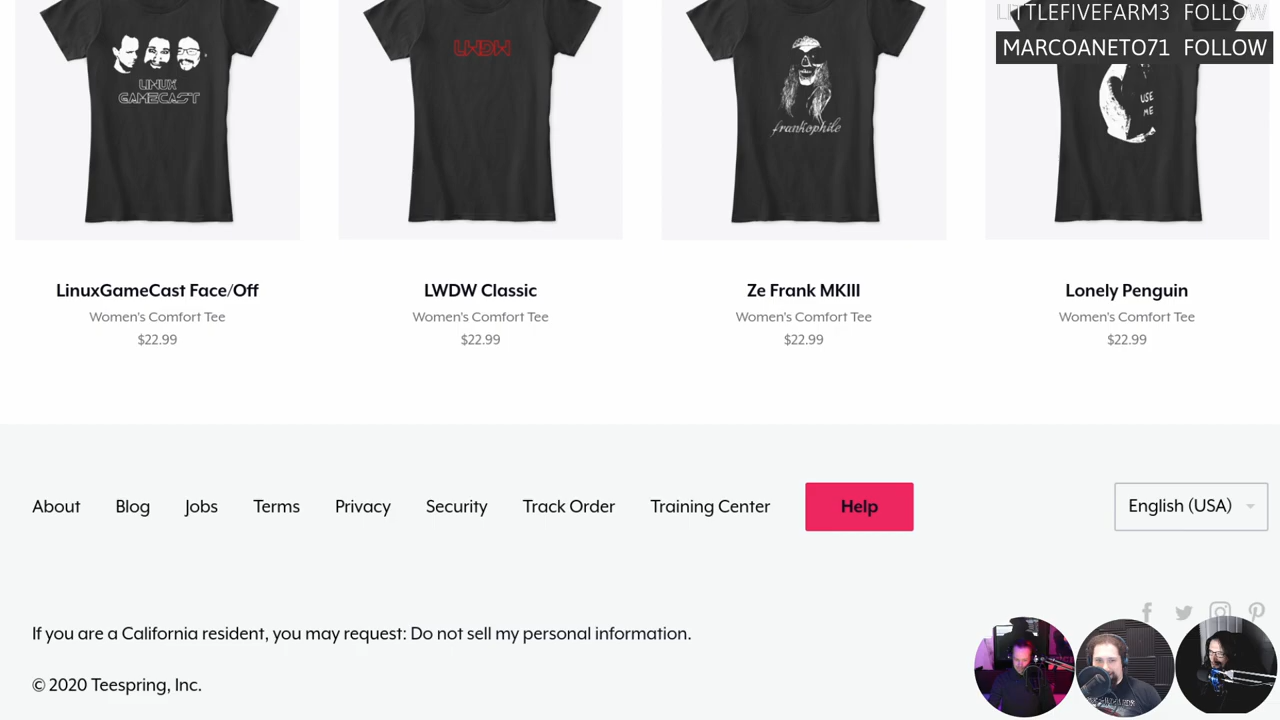 LITTLEFIVEFARM3 FOLLOW
MARCOANETO71 FOLLOW
LINUX
GAMECAST
LWDW
frankophile
USE
ME
LinuxGameCast Face/Off
Women's Comfort Tee
$22.99
LWDW Classic
Women's Comfort Tee
$22.99
Ze Frank MKIII
Women's Comfort Tee
$22.99
Lonely Penguin
Women's Comfort Tee
$22.99
About Blog Jobs Terms Privacy Security Track Order Training Center Help English (USA)
If you are a California resident, you may request: Do not sell my personal information.
© 2020 Teespring, Inc.